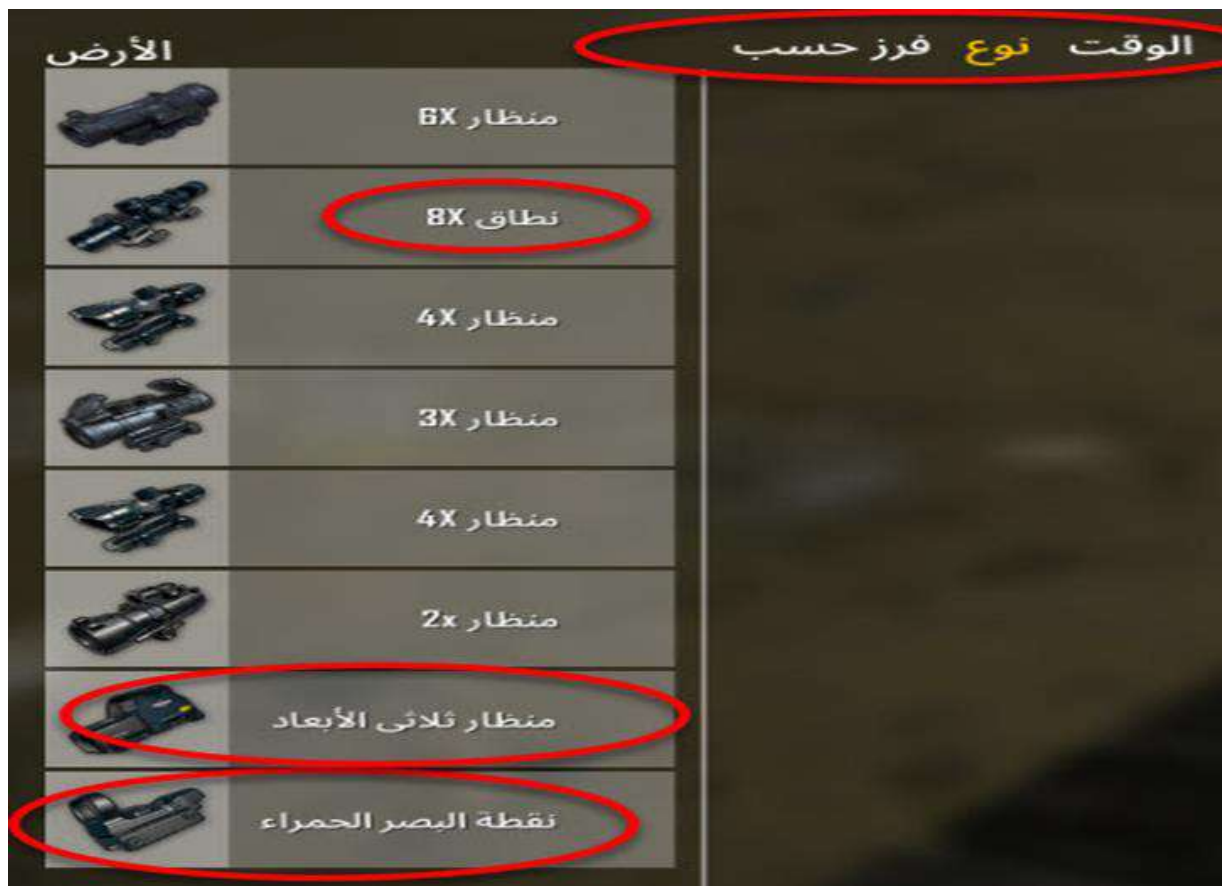 الوقت نوع فرز حسب
الأرض
منظار 6X
نطاق 8X
منظار 4X
منظار 3X
منظار 4X
منظار 2x
منظار ثلاثى الأبعاد
نقطة البصر الحمراء